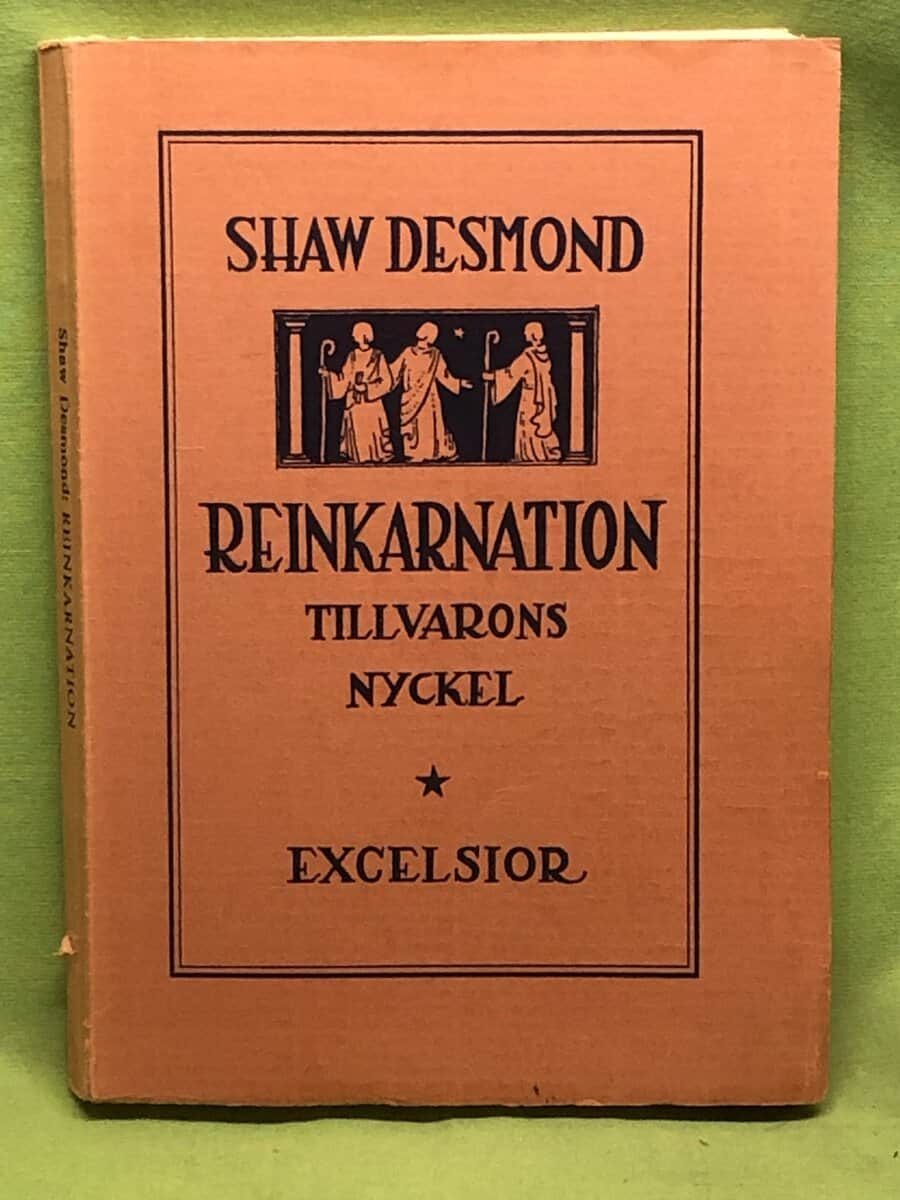 SHAW DESMOND
REINKARNATION
TILLVARONS
NYCKEL
EXCELSIOR
Shaw Desmond: REINKARNATION